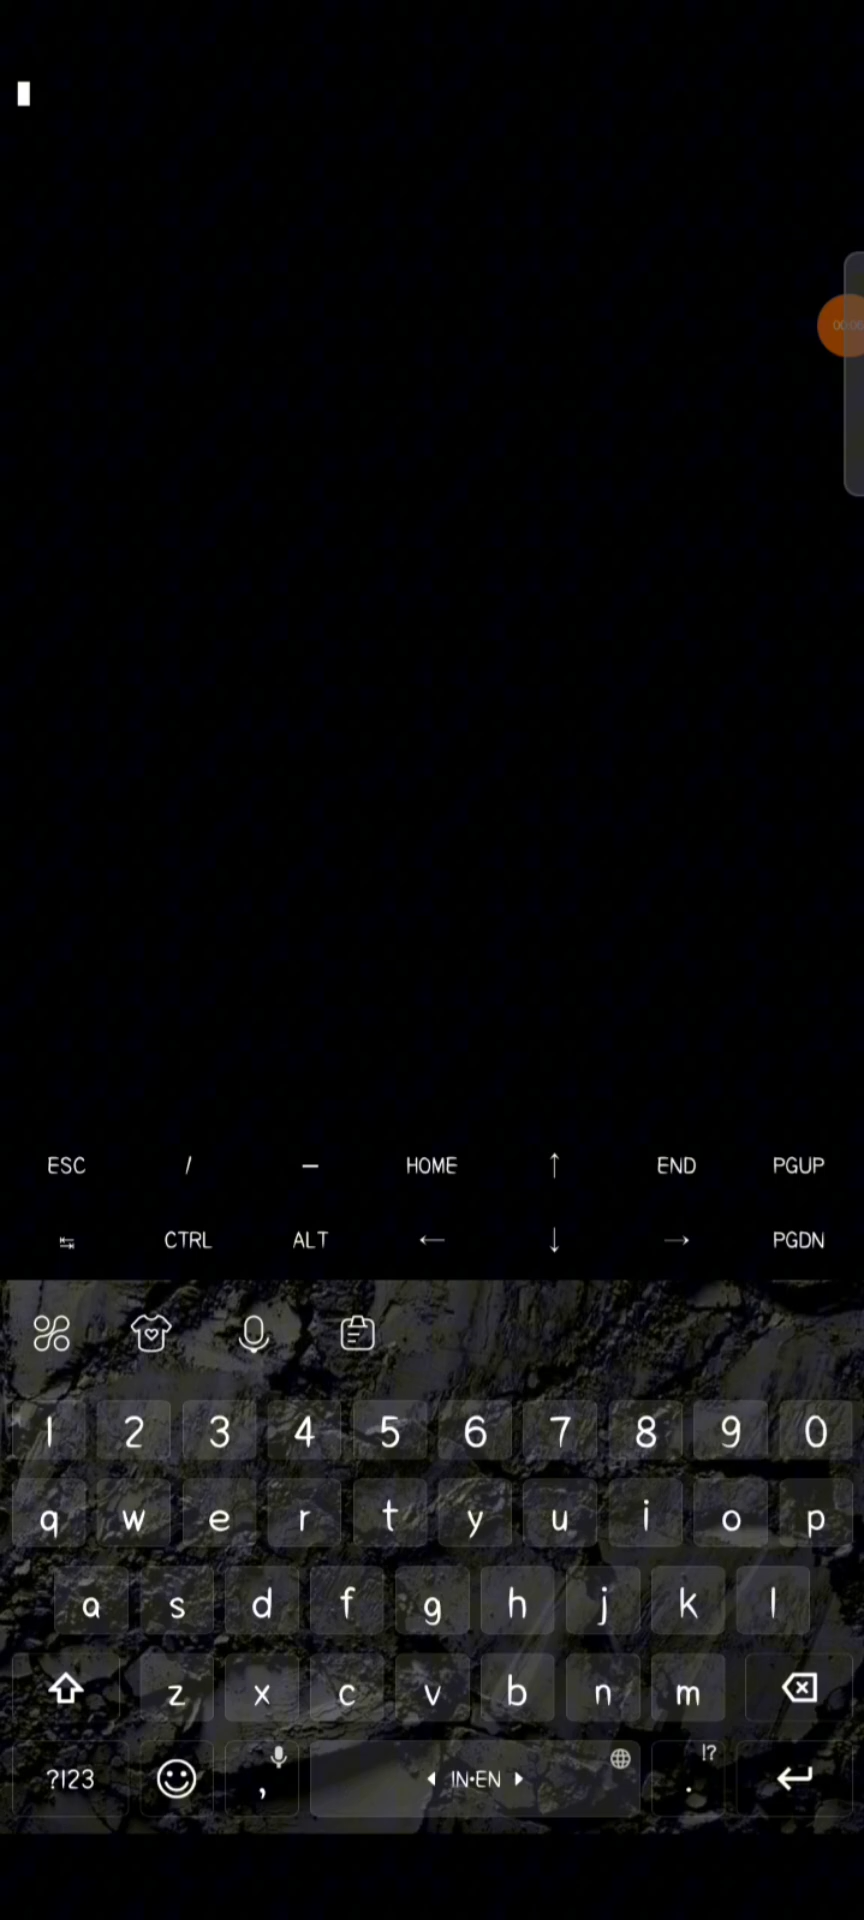 ESC / — HOME ↑ END PGUP
↹ CTRL ALT ← ↓ → PGDN
1 2 3 4 5 6 7 8 9 0
q w e r t y u i o p
a s d f g h j k l
z x c v b n m
!?
?123 , IN•EN .